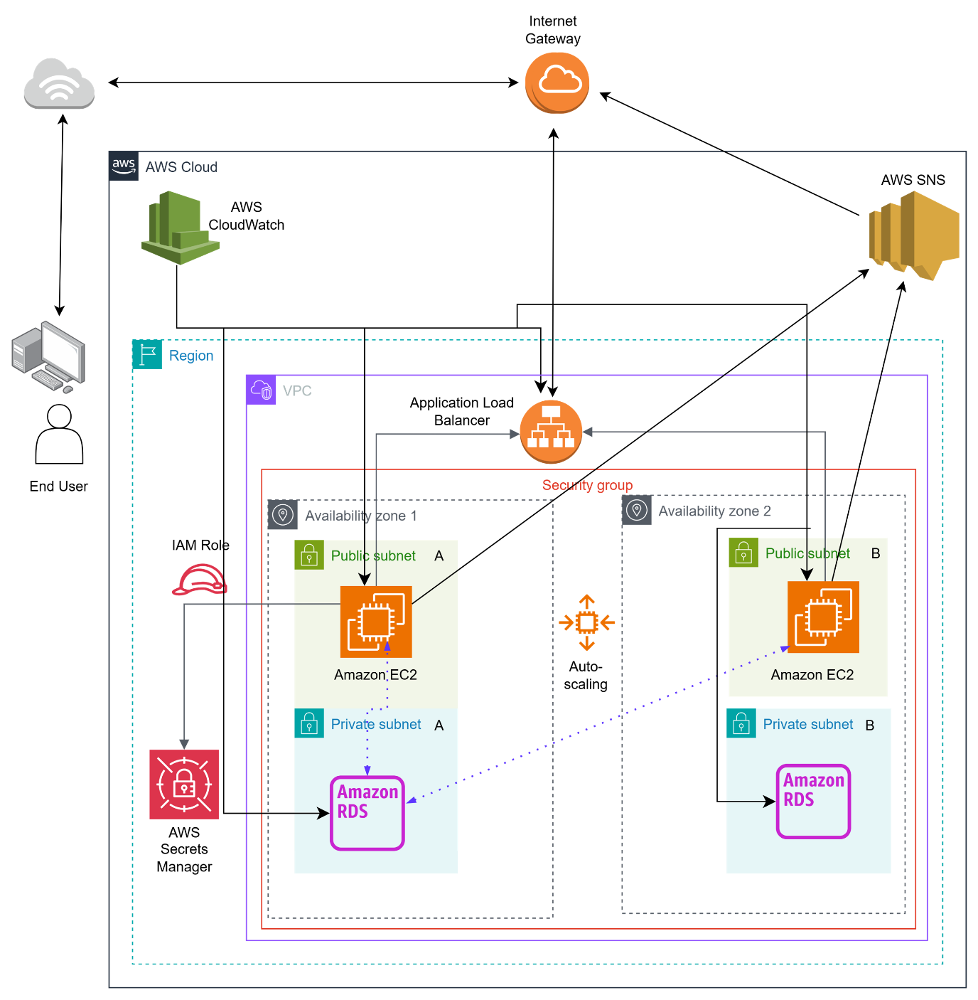 Internet
Gateway
aws
AWS Cloud
AWS SNS
AWS
CloudWatch
Region
VPC
Application Load
Balancer
End User
Security group
Availability zone 1
Availability zone 2
IAM Role
Public subnet A
Public subnet B
Amazon EC2
Auto-
scaling
Amazon EC2
Private subnet A
Private subnet B
Amazon
RDS
Amazon
RDS
AWS
Secrets
Manager